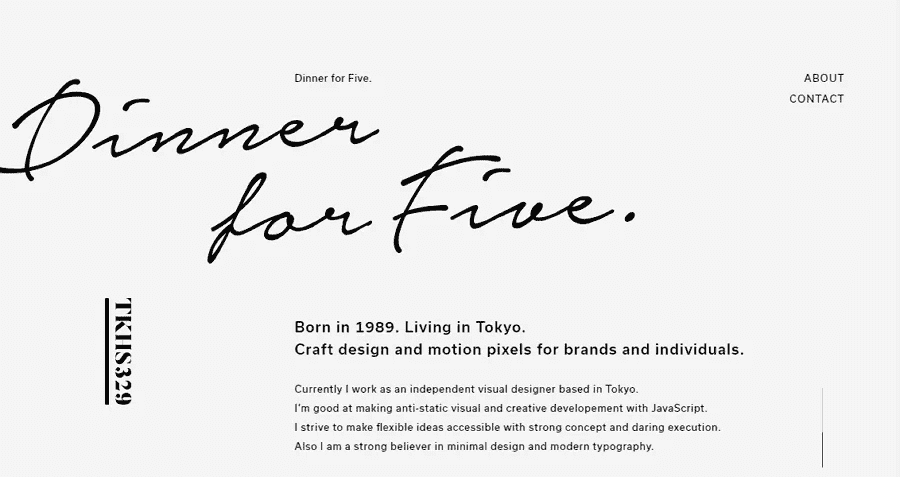 Dinner for Five.
ABOUT
CONTACT
Dinner
for Five.
TKHS329
Born in 1989. Living in Tokyo.
Craft design and motion pixels for brands and individuals.
Currently I work as an independent visual designer based in Tokyo.
I'm good at making anti-static visual and creative developement with JavaScript.
I strive to make flexible ideas accessible with strong concept and daring execution.
Also I am a strong believer in minimal design and modern typography.